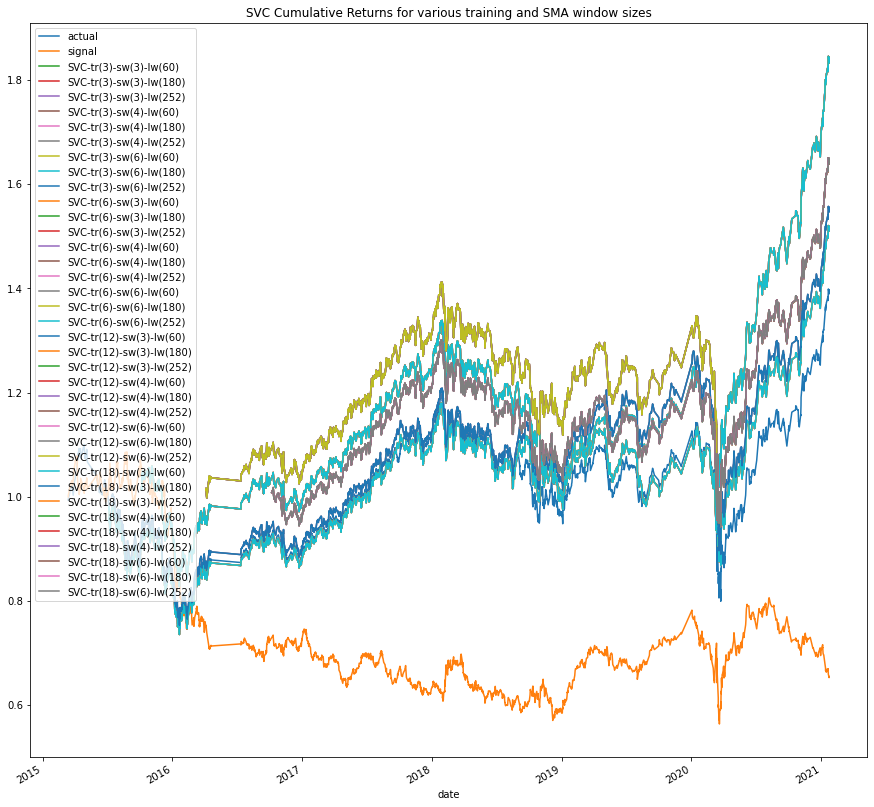 SVC Cumulative Returns for various training and SMA window sizes
actual
signal
SVC-tr(3)-sw(3)-lw(60)
SVC-tr(3)-sw(3)-lw(180)
SVC-tr(3)-sw(3)-lw(252)
SVC-tr(3)-sw(4)-lw(60)
SVC-tr(3)-sw(4)-lw(180)
SVC-tr(3)-sw(4)-lw(252)
SVC-tr(3)-sw(6)-lw(60)
SVC-tr(3)-sw(6)-lw(180)
SVC-tr(3)-sw(6)-lw(252)
SVC-tr(6)-sw(3)-lw(60)
SVC-tr(6)-sw(3)-lw(180)
SVC-tr(6)-sw(3)-lw(252)
SVC-tr(6)-sw(4)-lw(60)
SVC-tr(6)-sw(4)-lw(180)
SVC-tr(6)-sw(4)-lw(252)
SVC-tr(6)-sw(6)-lw(60)
SVC-tr(6)-sw(6)-lw(180)
SVC-tr(6)-sw(6)-lw(252)
SVC-tr(12)-sw(3)-lw(60)
SVC-tr(12)-sw(3)-lw(180)
SVC-tr(12)-sw(3)-lw(252)
SVC-tr(12)-sw(4)-lw(60)
SVC-tr(12)-sw(4)-lw(180)
SVC-tr(12)-sw(4)-lw(252)
SVC-tr(12)-sw(6)-lw(60)
SVC-tr(12)-sw(6)-lw(180)
SVC-tr(12)-sw(6)-lw(252)
SVC-tr(18)-sw(3)-lw(60)
SVC-tr(18)-sw(3)-lw(180)
SVC-tr(18)-sw(3)-lw(252)
SVC-tr(18)-sw(4)-lw(60)
SVC-tr(18)-sw(4)-lw(180)
SVC-tr(18)-sw(4)-lw(252)
SVC-tr(18)-sw(6)-lw(60)
SVC-tr(18)-sw(6)-lw(180)
SVC-tr(18)-sw(6)-lw(252)
1.8
1.6
1.4
1.2
1.0
0.8
0.6
2015 2016 2017 2018 2019 2020 2021
date